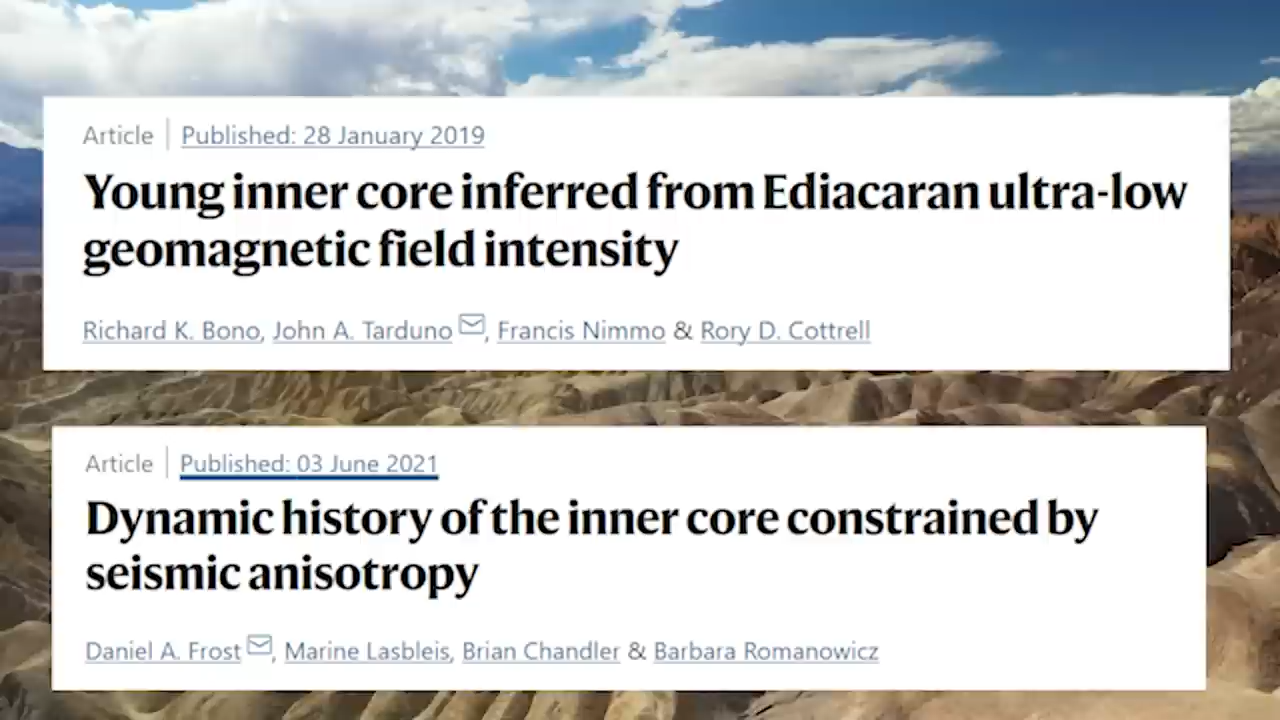 Article | Published: 28 January 2019
Young inner core inferred from Ediacaran ultra-low
geomagnetic field intensity
Richard K. Bono, John A. Tarduno, Francis Nimmo & Rory D. Cottrell
Article | Published: 03 June 2021
Dynamic history of the inner core constrained by
seismic anisotropy
Daniel A. Frost, Marine Lasbleis, Brian Chandler & Barbara Romanowicz